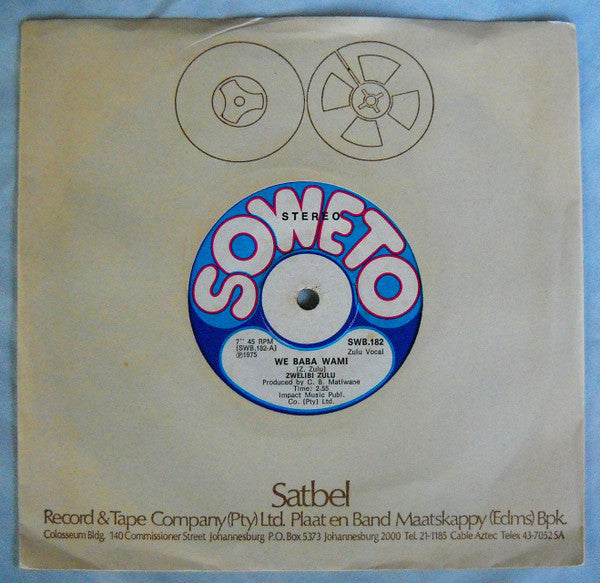 STEREO
SOWETO
7" 45 RPM
(SWB.182-A)
℗1975
SWB.182
Zulu Vocal
WE BABA WAMI
(Z. Zulu)
ZWELIBI ZULU
Produced by C. B. Matiwane
Time: 2.55
Impact Music Publ.
Co. (Pty) Ltd.
Satbel
Record & Tape Company (Pty) Ltd. Plaat en Band Maatskappy (Edms) Bpk.
Colosseum Bldg. 140 Commissioner Street Johannesburg P.O. Box 5373 Johannesburg 2000 Tel. 21-1185 Cable Aztec Telex 43-7052 SA